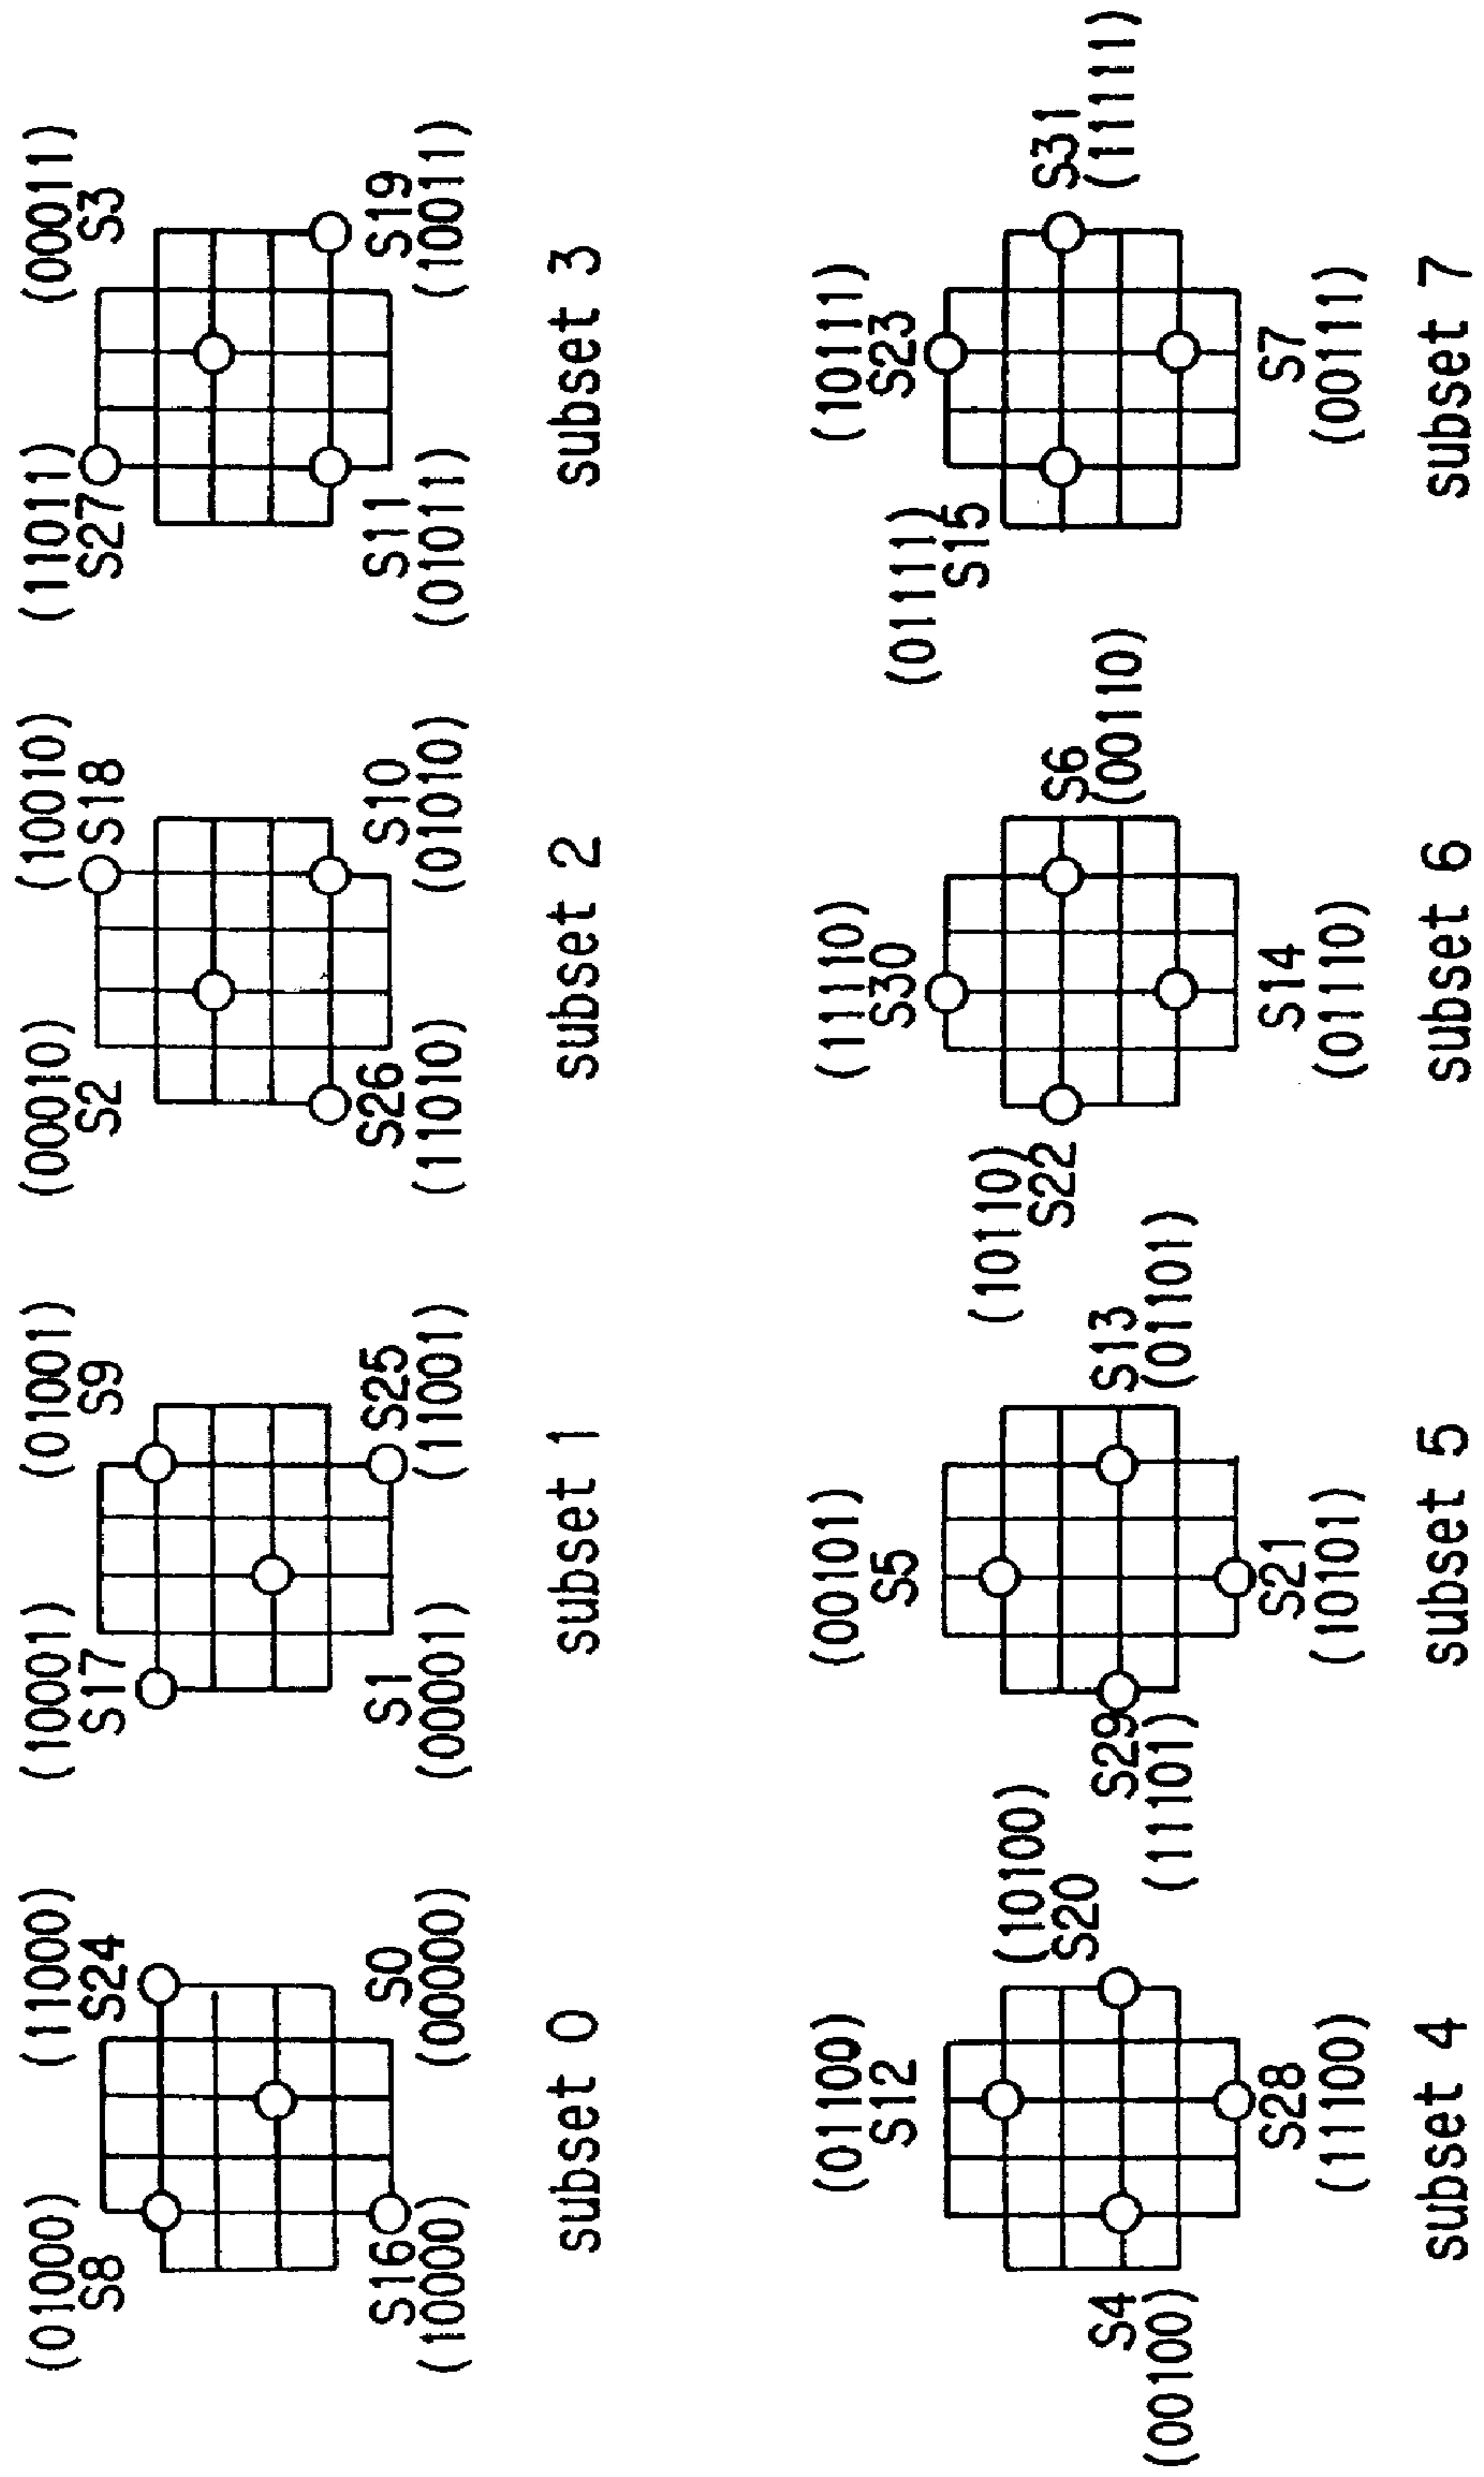 (01000)
S8
(11000)
S24
S16
(10000)
S0
(00000)
subset 0
(10001)
S17
(01001)
S9
S1
(00001)
S25
(11001)
subset 1
(00010)
S2
(10010)
S18
S26
(11010)
S10
(01010)
subset 2
(11011)
S27
(00011)
S3
S11
(01011)
S19
(10011)
subset 3
(01100)
S12
(10100)
S20
S4
(00100)
S28
(11100)
subset 4
(00101)
S5
S29
(11101)
S13
(01101)
S21
(10101)
subset 5
(11110)
S30
(10110)
S22
S6
(00110)
S14
(01110)
subset 6
(10111)
S23
(01111)
S15
S31
(11111)
S7
(00111)
subset 7